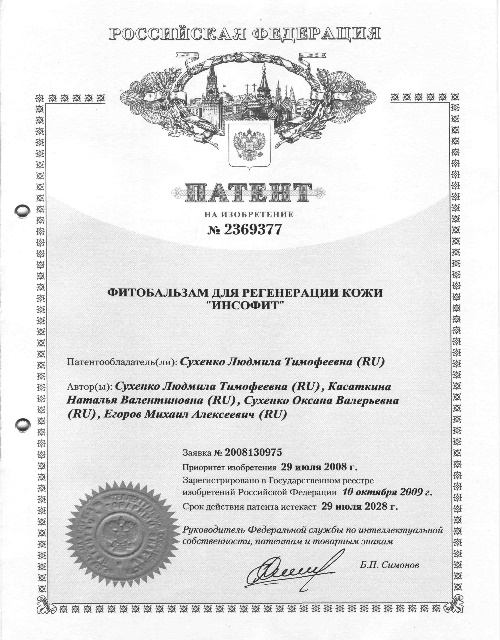 РОССИЙСКАЯ ФЕДЕРАЦИЯ
ПАТЕНТ
НА ИЗОБРЕТЕНИЕ
№ 2369377
ФИТОБАЛЬЗАМ ДЛЯ РЕГЕНЕРАЦИИ КОЖИ
"ИНСОФИТ"
Патентообладатель(ли): Сухенко Людмила Тимофеевна (RU)
Автор(ы): Сухенко Людмила Тимофеевна (RU), Касаткина
Наталья Валентиновна (RU), Сухенко Оксана Валерьевна
(RU), Егоров Михаил Алексеевич (RU)
Заявка № 2008130975
Приоритет изобретения 29 июля 2008 г.
Зарегистрировано в Государственном реестре
изобретений Российской Федерации 10 октября 2009 г.
Срок действия патента истекает 29 июля 2028 г.
Руководитель Федеральной службы по интеллектуальной
собственности, патентам и товарным знакам
Б.П. Симонов